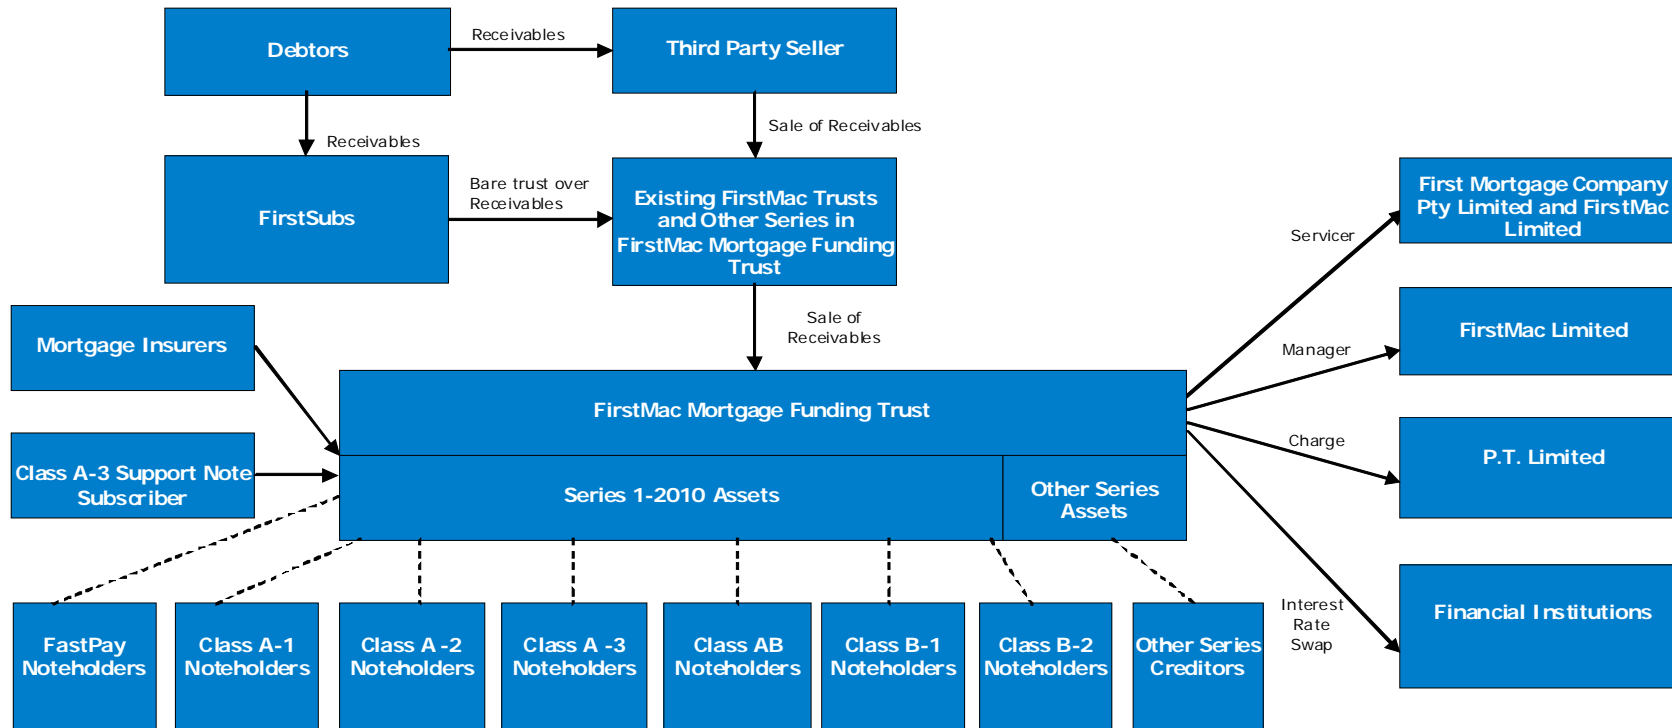 Debtors
Receivables
Third Party Seller
Receivables
Sale of Receivables
FirstSubs
Bare trust over
Receivables
Existing FirstMac Trusts
and Other Series in
FirstMac Mortgage Funding
Trust
First Mortgage Company
Pty Limited and FirstMac
Limited
Servicer
Sale of
Receivables
Mortgage Insurers
FirstMac Limited
Manager
FirstMac Mortgage Funding Trust
Charge
P.T. Limited
Class A-3 Support Note
Subscriber
Series 1-2010 Assets
Other Series
Assets
Interest
Rate
Swap
Financial Institutions
FastPay
Noteholders
Class A-1
Noteholders
Class A -2
Noteholders
Class A -3
Noteholders
Class AB
Noteholders
Class B-1
Noteholders
Class B-2
Noteholders
Other Series
Creditors